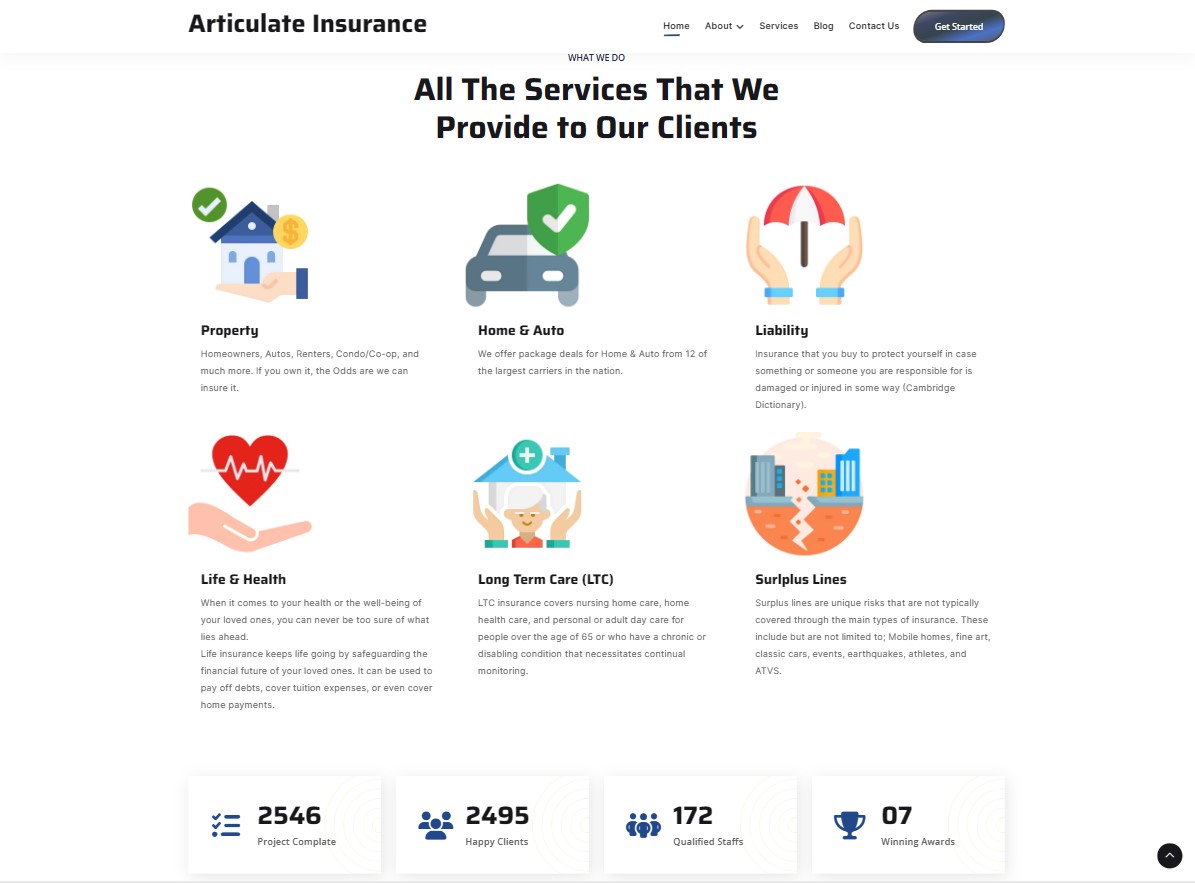 Articulate Insurance
Home About Services Blog Contact Us Get Started
WHAT WE DO
All The Services That We
Provide to Our Clients
$
Property
Homeowners, Autos, Renters, Condo/Co-op, and
much more. If you own it, the Odds are we can
insure it.
Home & Auto
We offer package deals for Home & Auto from 12 of
the largest carriers in the nation.
Liability
Insurance that you buy to protect yourself in case
something or someone you are responsible for is
damaged or injured in some way (Cambridge
Dictionary).
Life & Health
When it comes to your health or the well-being of
your loved ones, you can never be too sure of what
lies ahead.
Life insurance keeps life going by safeguarding the
financial future of your loved ones. It can be used to
pay off debts, cover tuition expenses, or even cover
home payments.
Long Term Care (LTC)
LTC insurance covers nursing home care, home
health care, and personal or adult day care for
people over the age of 65 or who have a chronic or
disabling condition that necessitates continual
monitoring.
Surlplus Lines
Surplus lines are unique risks that are not typically
covered through the main types of insurance. These
include but are not limited to; Mobile homes, fine art,
classic cars, events, earthquakes, athletes, and
ATVS.
2546
Project Complate
2495
Happy Clients
172
Qualified Staffs
07
Winning Awards